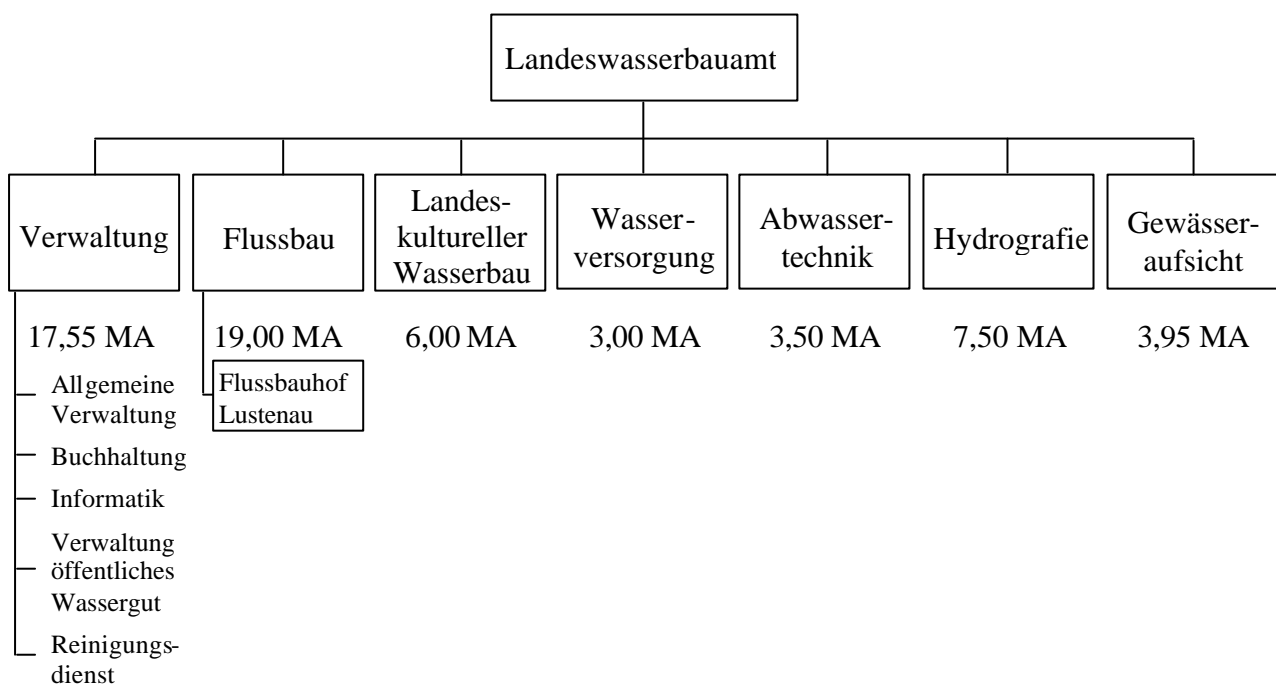 Landeswasserbauamt
Verwaltung
Flussbau
Landes-
kultureller
Wasserbau
Wasser-
versorgung
Abwasser-
technik
Hydrografie
Gewässer-
aufsicht
17,55 MA
19,00 MA
6,00 MA
3,00 MA
3,50 MA
7,50 MA
3,95 MA
Allgemeine
Verwaltung
Buchhaltung
Informatik
Verwaltung
öffentliches
Wassergut
Reinigungs-
dienst
Flussbauhof
Lustenau